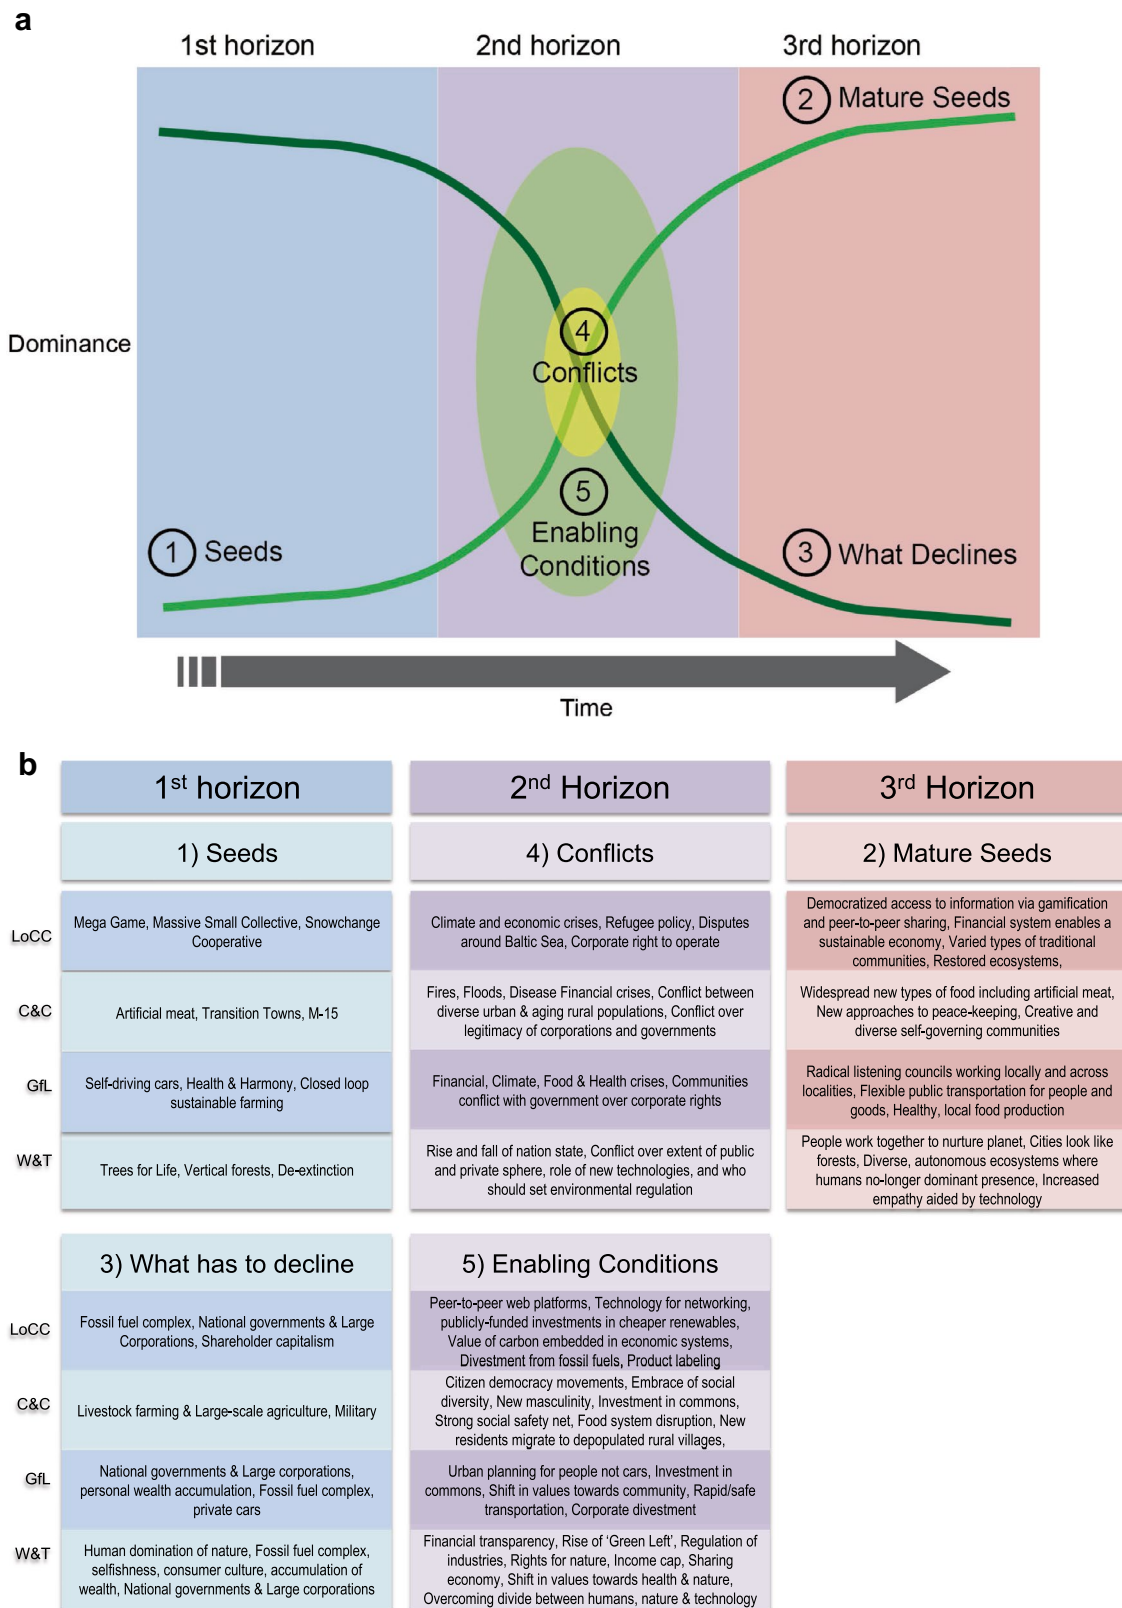 a
1st horizon
2nd horizon
3rd horizon
2 Mature Seeds
Dominance
4
Conflicts
5
Enabling
Conditions
1 Seeds
3 What Declines
Time
b
1st horizon
2nd Horizon
3rd Horizon
1) Seeds
4) Conflicts
2) Mature Seeds
LoCC
Mega Game, Massive Small Collective, Snowchange
Cooperative
Climate and economic crises, Refugee policy, Disputes
around Baltic Sea, Corporate right to operate
Democratized access to information via gamification
and peer-to-peer sharing, Financial system enables a
sustainable economy, Varied types of traditional
communities, Restored ecosystems,
C&C
Artificial meat, Transition Towns, M-15
Fires, Floods, Disease Financial crises, Conflict between
diverse urban & aging rural populations, Conflict over
legitimacy of corporations and governments
Widespread new types of food including artificial meat,
New approaches to peace-keeping, Creative and
diverse self-governing communities
GfL
Self-driving cars, Health & Harmony, Closed loop
sustainable farming
Financial, Climate, Food & Health crises, Communities
conflict with government over corporate rights
Radical listening councils working locally and across
localities, Flexible public transportation for people and
goods, Healthy, local food production
W&T
Trees for Life, Vertical forests, De-extinction
Rise and fall of nation state, Conflict over extent of public
and private sphere, role of new technologies, and who
should set environmental regulation
People work together to nurture planet, Cities look like
forests, Diverse, autonomous ecosystems where
humans no-longer dominant presence, Increased
empathy aided by technology
3) What has to decline
5) Enabling Conditions
LoCC
Fossil fuel complex, National governments & Large
Corporations, Shareholder capitalism
Peer-to-peer web platforms, Technology for networking,
publicly-funded investments in cheaper renewables,
Value of carbon embedded in economic systems,
Divestment from fossil fuels, Product labeling
C&C
Livestock farming & Large-scale agriculture, Military
Citizen democracy movements, Embrace of social
diversity, New masculinity, Investment in commons,
Strong social safety net, Food system disruption, New
residents migrate to depopulated rural villages,
GfL
National governments & Large corporations,
personal wealth accumulation, Fossil fuel complex,
private cars
Urban planning for people not cars, Investment in
commons, Shift in values towards community, Rapid/safe
transportation, Corporate divestment
W&T
Human domination of nature, Fossil fuel complex,
selfishness, consumer culture, accumulation of
wealth, National governments & Large corporations
Financial transparency, Rise of ‘Green Left’, Regulation of
industries, Rights for nature, Income cap, Sharing
economy, Shift in values towards health & nature,
Overcoming divide between humans, nature & technology